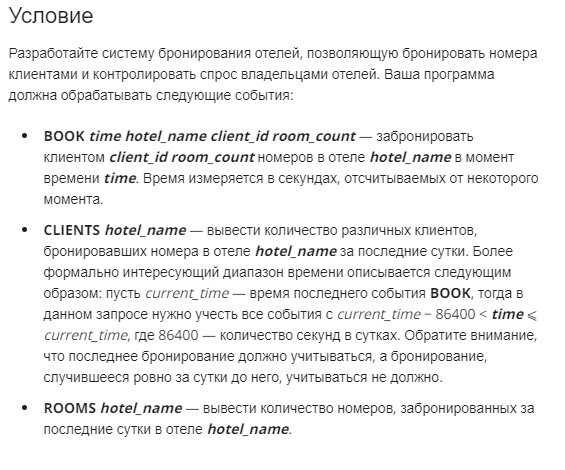 Условие
Разработайте систему бронирования отелей, позволяющую бронировать номера
клиентами и контролировать спрос владельцами отелей. Ваша программа
должна обрабатывать следующие события:
• BOOK time hotel_name client_id room_count — забронировать
клиентом client_id room_count номеров в отеле hotel_name в момент
времени time. Время измеряется в секундах, отсчитываемых от некоторого
момента.
• CLIENTS hotel_name — вывести количество различных клиентов,
бронировавших номера в отеле hotel_name за последние сутки. Более
формально интересующий диапазон времени описывается следующим
образом: пусть current_time — время последнего события BOOK, тогда в
данном запросе нужно учесть все события с current_time − 86400 < time ⩽
current_time, где 86400 — количество секунд в сутках. Обратите внимание,
что последнее бронирование должно учитываться, а бронирование,
случившееся ровно за сутки до него, учитываться не должно.
• ROOMS hotel_name — вывести количество номеров, забронированных за
последние сутки в отеле hotel_name.